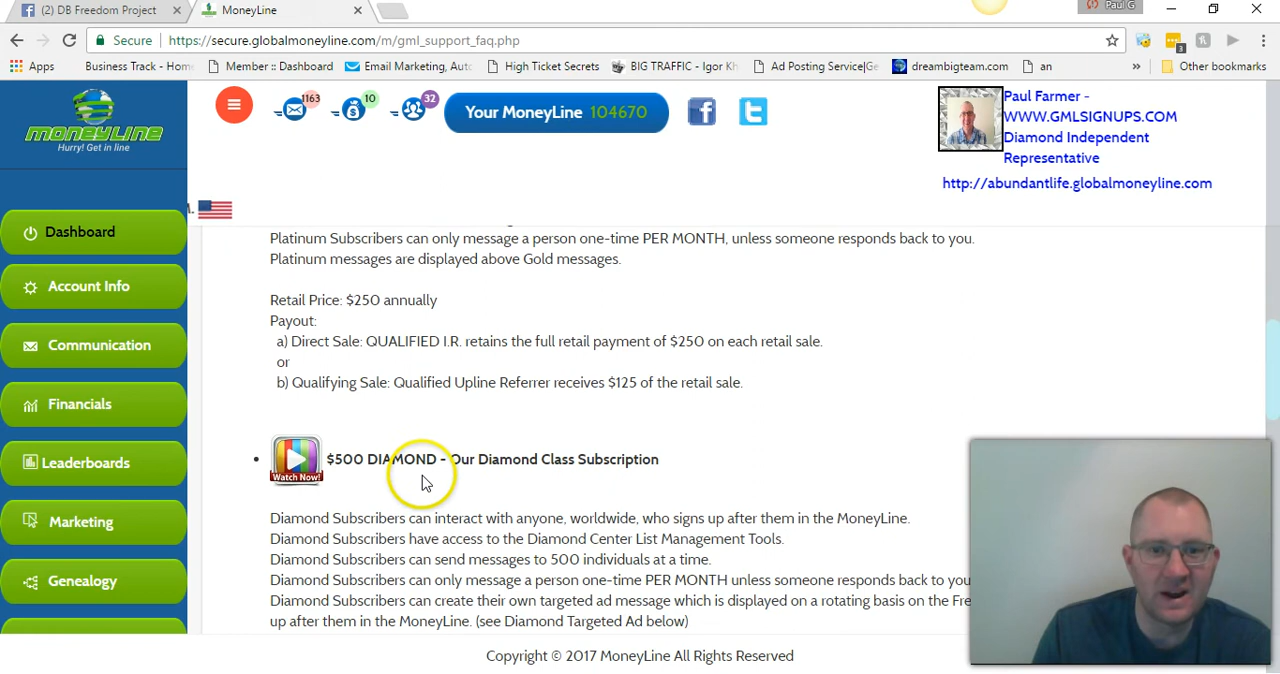 (2) DB Freedom Project
MoneyLine
Paul G
Secure
https://secure.globalmoneyline.com/m/gml_support_faq.php
3
Apps
Business Track - Hom
Member :: Dashboard
Email Marketing, Aut
High Ticket Secrets
BIG TRAFFIC - Igor Kh
Ad Posting Service|Ge
dreambigteam.com
an
»
Other bookmarks
MONEYLINE
Hurry! Get in line
1163
10
32
Your MoneyLine 104670
Paul Farmer -
WWW.GMLSIGNUPS.COM
Diamond Independent
Representative
http://abundantlife.globalmoneyline.com
Dashboard
Account Info
Communication
Financials
Leaderboards
Marketing
Genealogy
Platinum Subscribers can only message a person one-time PER MONTH, unless someone responds back to you.
Platinum messages are displayed above Gold messages.
Retail Price: $250 annually
Payout:
a) Direct Sale: QUALIFIED I.R. retains the full retail payment of $250 on each retail sale.
or
b) Qualifying Sale: Qualified Upline Referrer receives $125 of the retail sale.
Watch Now!
$500 DIAMOND - Our Diamond Class Subscription
Diamond Subscribers can interact with anyone, worldwide, who signs up after them in the MoneyLine.
Diamond Subscribers have access to the Diamond Center List Management Tools.
Diamond Subscribers can send messages to 500 individuals at a time.
Diamond Subscribers can only message a person one-time PER MONTH unless someone responds back to you
Diamond Subscribers can create their own targeted ad message which is displayed on a rotating basis on the Fre
up after them in the MoneyLine. (see Diamond Targeted Ad below)
Copyright © 2017 MoneyLine All Rights Reserved